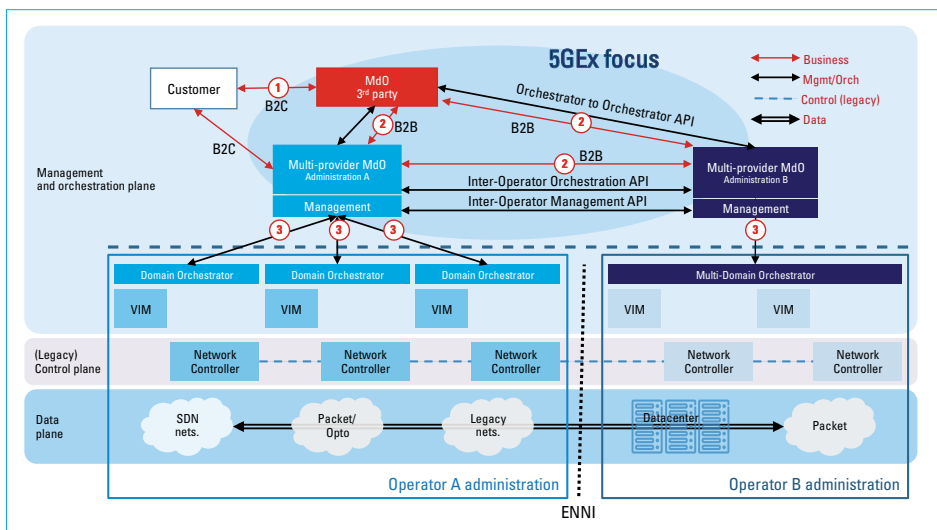 5GEx focus
Business
Mgmt/Orch
Control (legacy)
Data
Customer
1
B2C
MdO
3rd party
2
B2B
Orchestrator to Orchestrator API
2
B2B
B2C
Management
and orchestration plane
Multi-provider MdO
Administration A
Management
2
B2B
Inter-Operator Orchestration API
Inter-Operator Management API
Multi-provider MdO
Administration B
Management
3
3
3
3
Domain Orchestrator
Domain Orchestrator
Domain Orchestrator
Multi-Domain Orchestrator
VIM
VIM
VIM
VIM
VIM
(Legacy)
Control plane
Network
Controller
Network
Controller
Network
Controller
Network
Controller
Network
Controller
Data
plane
SDN
nets.
Packet/
Opto
Legacy
nets.
Datacenter
Packet
Operator A administration
Operator B administration
ENNI